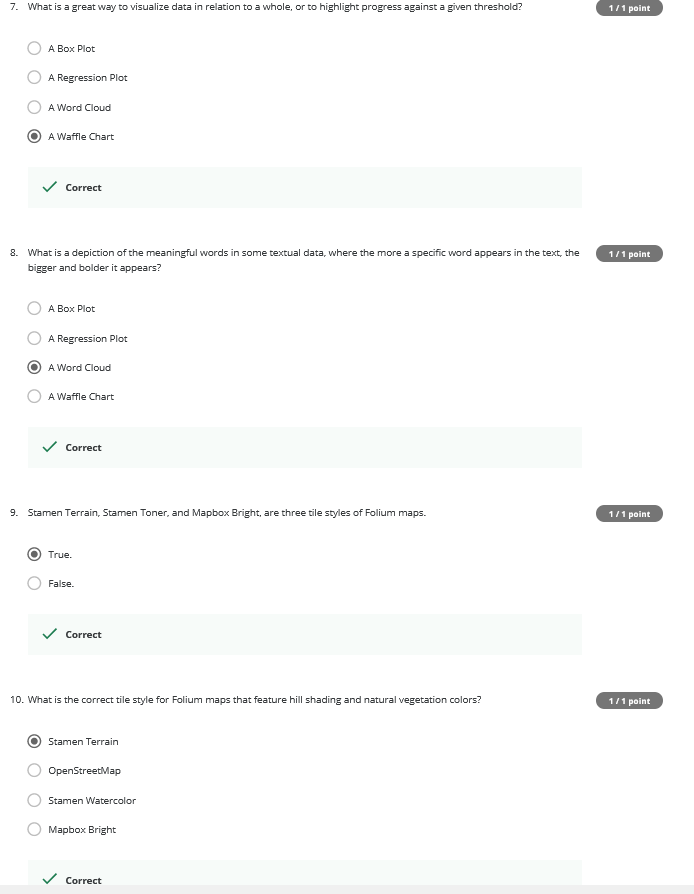 7. What is a great way to visualize data in relation to a whole, or to highlight progress against a given threshold?
1 / 1 point
A Box Plot
A Regression Plot
A Word Cloud
A Waffle Chart
Correct
8. What is a depiction of the meaningful words in some textual data, where the more a specific word appears in the text, the
bigger and bolder it appears?
1 / 1 point
A Box Plot
A Regression Plot
A Word Cloud
A Waffle Chart
Correct
9. Stamen Terrain, Stamen Toner, and Mapbox Bright, are three tile styles of Folium maps.
1 / 1 point
True.
False.
Correct
10. What is the correct tile style for Folium maps that feature hill shading and natural vegetation colors?
1 / 1 point
Stamen Terrain
OpenStreetMap
Stamen Watercolor
Mapbox Bright
Correct